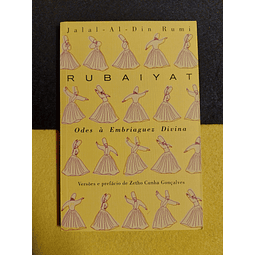 Jalal-Al-Din Rumi
RUBAIYAT
Odes à Embriaguez Divina
Versões e prefácio de Zetho Cunha Gonçalves